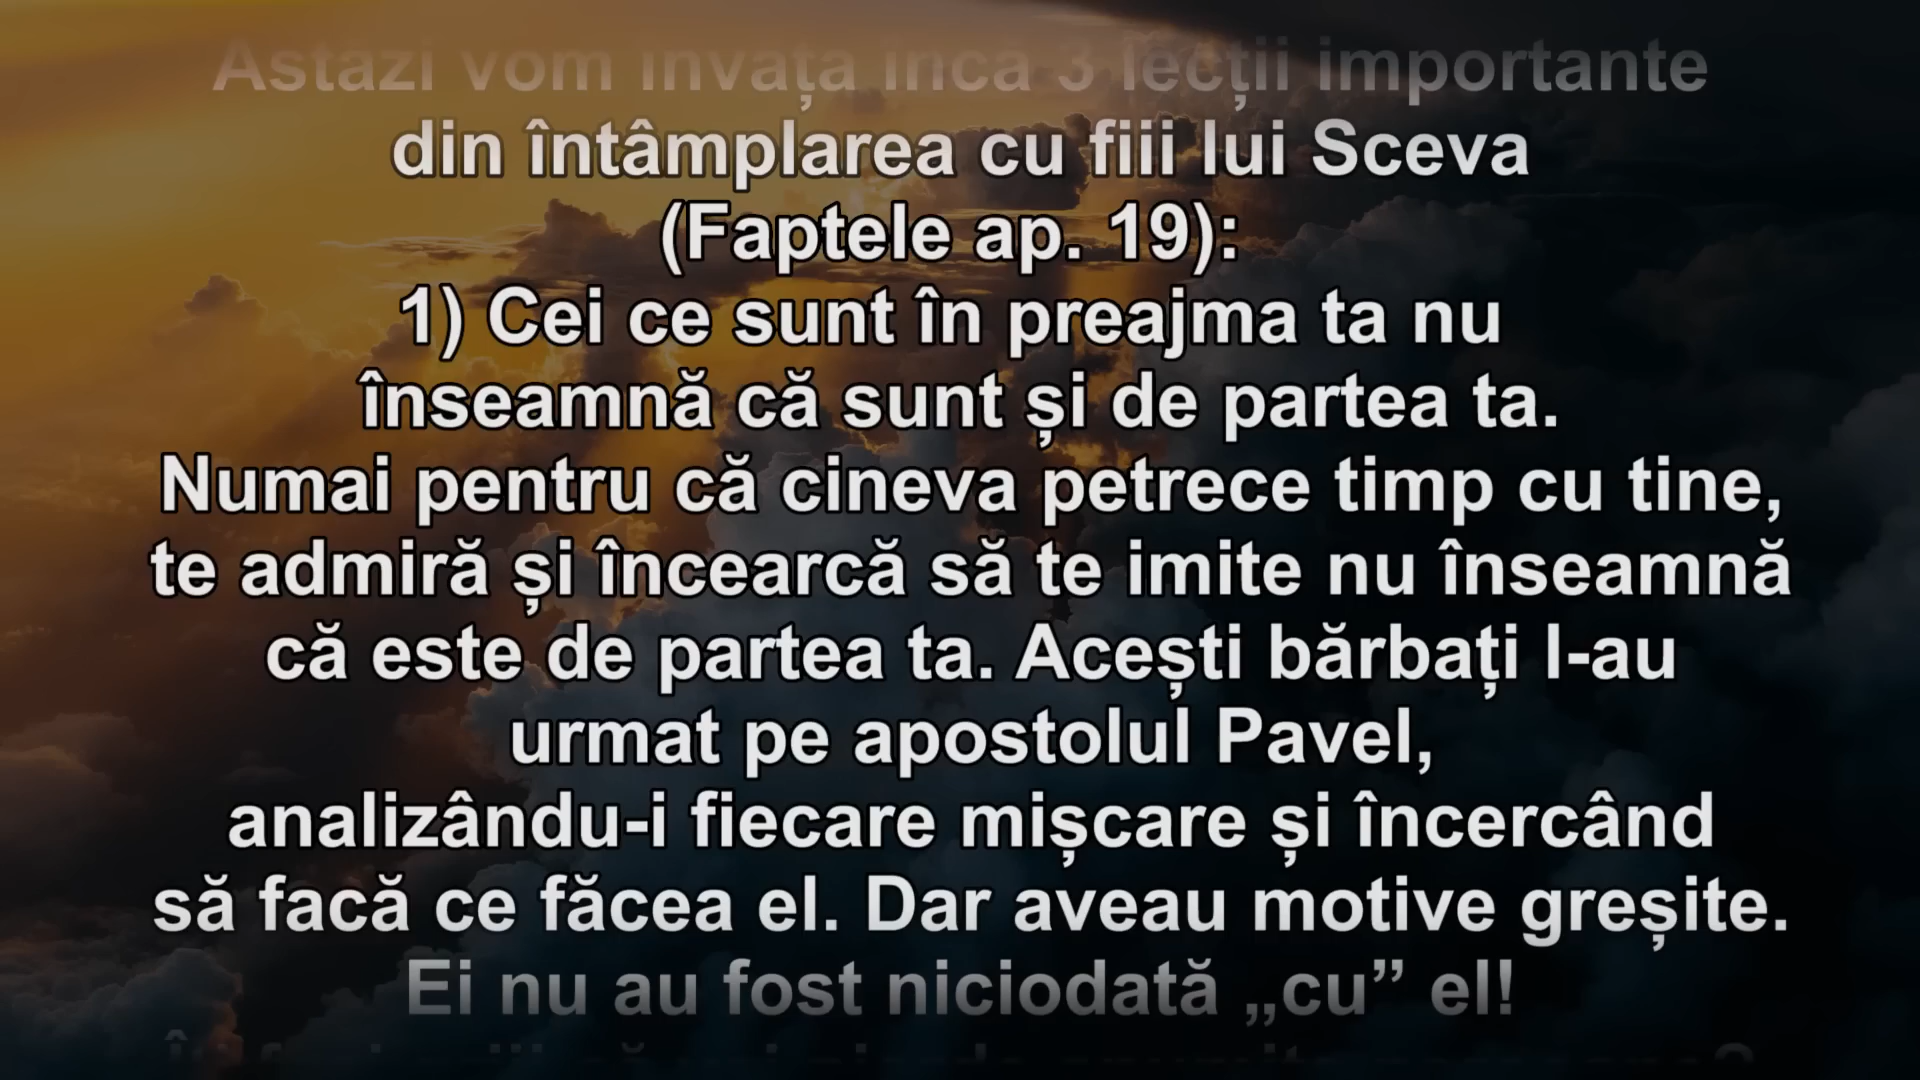 Astăzi vom învăța încă 3 lecții importante
din întâmplarea cu fiii lui Sceva
(Faptele ap. 19):
1) Cei ce sunt în preajma ta nu
înseamnă că sunt și de partea ta.
Numai pentru că cineva petrece timp cu tine,
te admiră și încearcă să te imite nu înseamnă
că este de partea ta. Acești bărbați l-au
urmat pe apostolul Pavel,
analizându-i fiecare mișcare și încercând
să facă ce făcea el. Dar aveau motive greșite.
Ei nu au fost niciodată „cu” el!